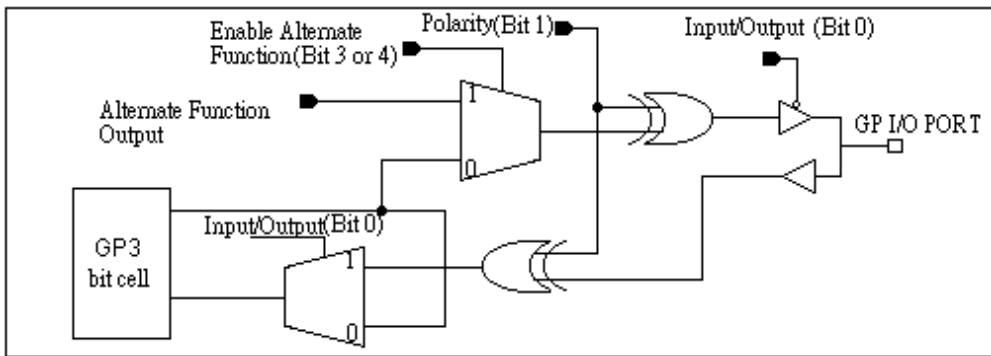 Polarity(Bit 1)
Input/Output (Bit 0)
Enable Alternate
Function(Bit 3 or 4)
1
Alternate Function
Output
GP I/O PORT
0
GP3
bit cell
Input/Output(Bit 0)
1
0